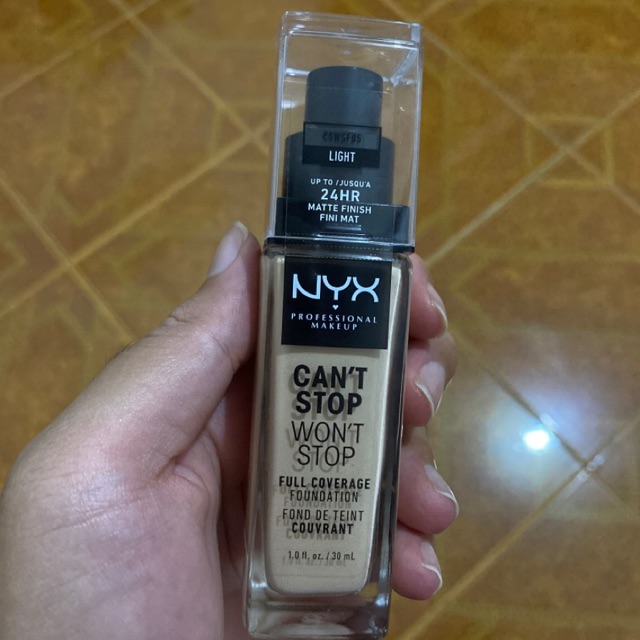 CSWSF05
LIGHT
UP TO / JUSQU'A
24HR
MATTE FINISH
FINI MAT
NYX
PROFESSIONAL
MAKEUP
CAN'T
STOP
WON'T
STOP
FULL COVERAGE
FOUNDATION
FOND DE TEINT
COUVRANT
1.0 fl. oz. / 30 mL